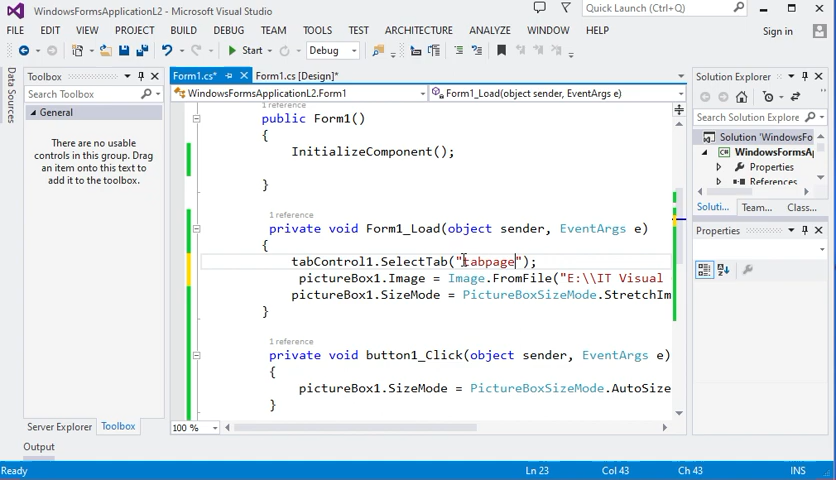 WindowsFormsApplicationL2 - Microsoft Visual Studio
Quick Launch (Ctrl+Q)
FILE EDIT VIEW PROJECT BUILD DEBUG TEAM TOOLS TEST ARCHITECTURE ANALYZE WINDOW HELP
Sign in
Start Debug
Data Sources
Toolbox
Search Toolbox
General
There are no usable
controls in this group. Drag
an item onto this text to
add it to the toolbox.
Server Explorer Toolbox
Form1.cs* Form1.cs [Design]*
WindowsFormsApplicationL2.Form1 Form1_Load(object sender, EventArgs e)
1 reference
public Form1()
{
InitializeComponent();
}
1 reference
private void Form1_Load(object sender, EventArgs e)
{
tabControl1.SelectTab("tabpage");
pictureBox1.Image = Image.FromFile("E:\\IT Visual
pictureBox1.SizeMode = PictureBoxSizeMode.StretchIm
}
1 reference
private void button1_Click(object sender, EventArgs e)
{
pictureBox1.SizeMode = PictureBoxSizeMode.AutoSize
}
100 %
Solution Explorer
Search Solution Explorer
Solution 'WindowsFo
WindowsFormsAp
Properties
References
Soluti... Team... Class...
Properties
Output
Ready Ln 23 Col 43 Ch 43 INS